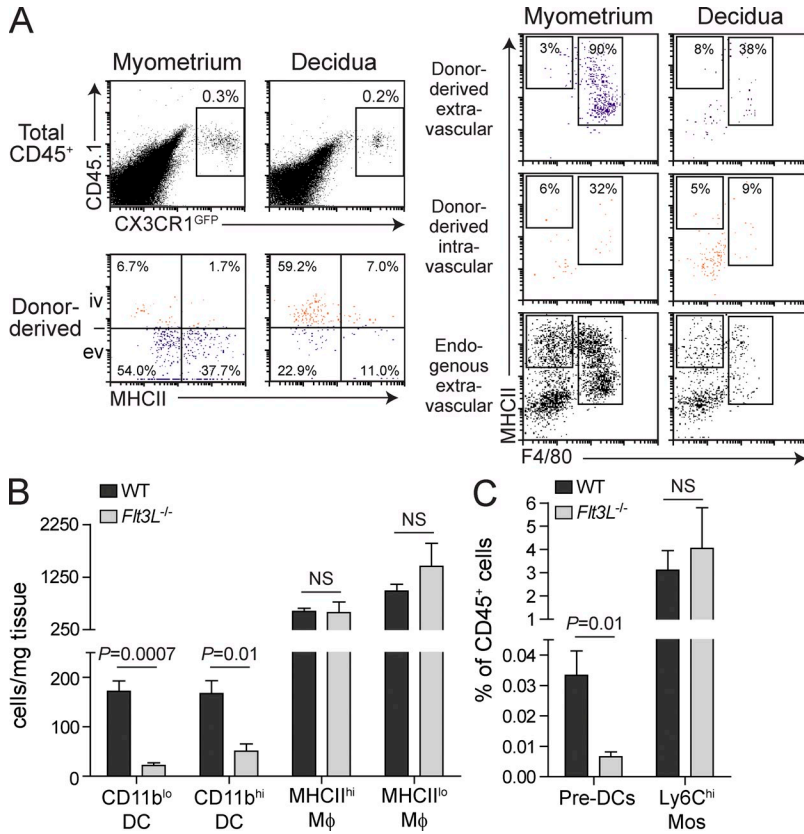 A
Myometrium
Decidua
Total
CD45+
0.3%
0.2%
CD45.1
CX3CR1GFP
Donor-
derived
iv
ev
6.7%
1.7%
54.0%
37.7%
59.2%
7.0%
22.9%
11.0%
MHCII
Myometrium
Decidua
Donor-
derived
extra-
vascular
3%
90%
8%
38%
Donor-
derived
intra-
vascular
6%
32%
5%
9%
Endo-
genous
extra-
vascular
MHCII
F4/80
B
WT
Flt3L-/-
cells/mg tissue
2250
1250
250
200
100
0
P=0.0007
P=0.01
NS
NS
CD11blo
DC
CD11bhi
DC
MHCIIhi
Mϕ
MHCIIlo
Mϕ
C
WT
Flt3L-/-
% of CD45+ cells
6
5
4
3
2
1
0.04
0.03
0.02
0.01
0.00
P=0.01
NS
Pre-DCs
Ly6Chi
Mos